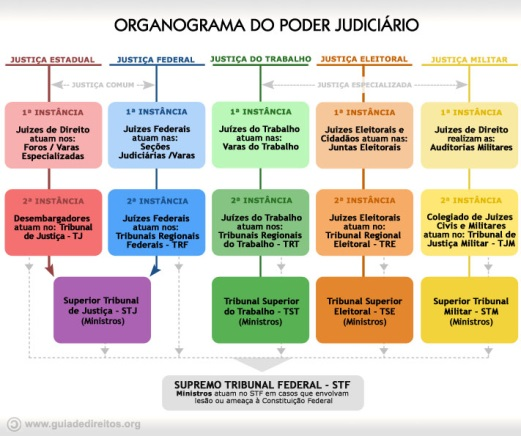 ORGANOGRAMA DO PODER JUDICIÁRIO
JUSTIÇA ESTADUAL
JUSTIÇA FEDERAL
JUSTIÇA DO TRABALHO
JUSTIÇA ELEITORAL
JUSTIÇA MILITAR
JUSTIÇA COMUM
JUSTIÇA ESPECIALIZADA
1ª INSTÂNCIA
Juízes de Direito
atuam nos:
Foros / Varas
Especializadas
1ª INSTÂNCIA
Juízes Federais
atuam nas:
Seções
Judiciárias /Varas
1ª INSTÂNCIA
Juízes do Trabalho
atuam nas:
Varas do Trabalho
1ª INSTÂNCIA
Juízes Eleitorais e
Cidadãos atuam nas:
Juntas Eleitorais
1ª INSTÂNCIA
Juízes de Direito
realizam as:
Auditorias Militares
2ª INSTÂNCIA
Desembargadores
atuam no: Tribunal
de Justiça - TJ
2ª INSTÂNCIA
Juízes Federais
atuam nos:
Tribunais Regionais
Federais - TRF
2ª INSTÂNCIA
Juízes do Trabalho
atuam nos:
Tribunais Regionais
do Trabalho - TRT
2ª INSTÂNCIA
Juízes Eleitorais
atuam nos:
Tribunal Regional
Eleitoral - TRE
2ª INSTÂNCIA
Colegiado de Juízes
Civis e Militares
atuam no: Tribunal de
Justiça Militar - TJM
Superior Tribunal
de Justiça - STJ
(Ministros)
Tribunal Superior
do Trabalho - TST
(Ministros)
Tribunal Superior
Eleitoral - TSE
(Ministros)
Superior Tribunal
Militar - STM
(Ministros)
SUPREMO TRIBUNAL FEDERAL - STF
Ministros atuam no STF em casos que envolvam
lesão ou ameaça à Constituição Federal
© www.guiadedireitos.org